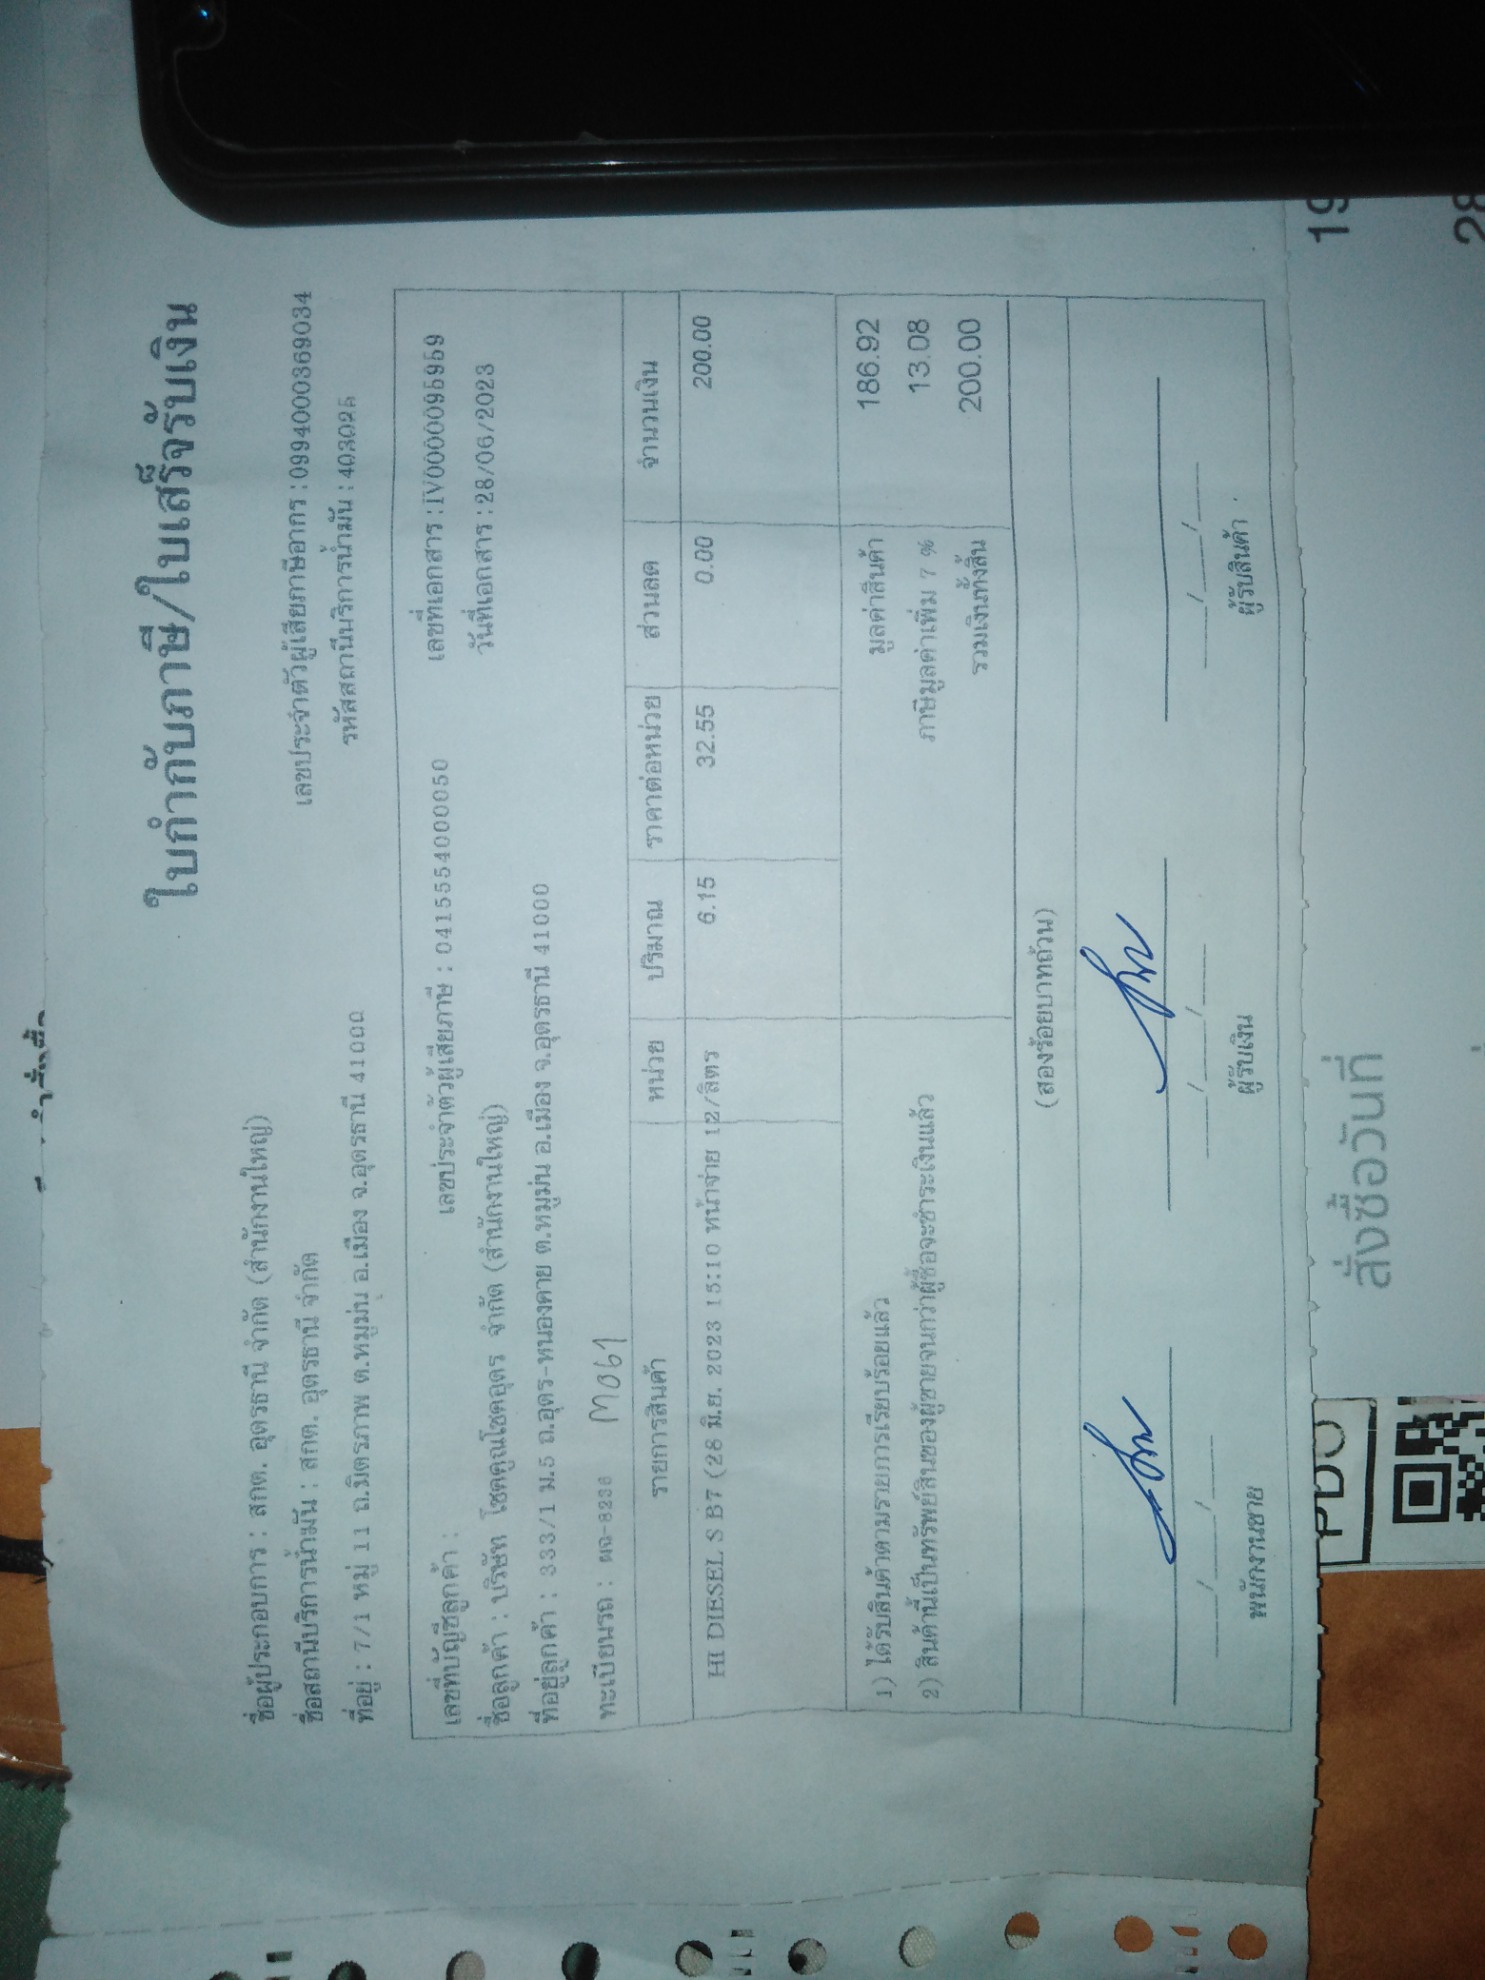 ใบกำกับภาษี/ใบเสร็จรับเงิน
ชื่อผู้ประกอบการ : สกต. อุดรธานี จำกัด (สำนักงานใหญ่) เลขประจำตัวผู้เสียภาษีอากร : 0994000369034
ชื่อสถานีบริการน้ำมัน : สกต. อุดรธานี จำกัด รหัสสถานีบริการน้ำมัน : 403025
ที่อยู่ : 7/1 หมู่ 11 ถ.มิตรภาพ ต.หมูม่น อ.เมือง จ.อุดรธานี 41000
เลขที่บัญชีลูกค้า : เลขประจำตัวผู้เสียภาษี : 0415554000050 เลขที่เอกสาร : IV0000095959
ชื่อลูกค้า : บริษัท โชคคูณโชคอุดร จำกัด (สำนักงานใหญ่) วันที่เอกสาร : 28/06/2023
ที่อยู่ลูกค้า : 333/1 ม.5 ถ.อุดร-หนองคาย ต.หมูม่น อ.เมือง จ.อุดรธานี 41000
ทะเบียนรถ : ผฉ-8236 M061
รายการสินค้า หน่วย ปริมาณ ราคาต่อหน่วย ส่วนลด จำนวนเงิน
HI DIESEL S B7 (28 มิ.ย. 2023 15:10 หน้าจ่าย 12/ลิตร 6.15 32.55 0.00 200.00
1) ได้รับสินค้าตามรายการเรียบร้อยแล้ว มูลค่าสินค้า 186.92
2) สินค้านี้เป็นทรัพย์สินของผู้ขายจนกว่าผู้ซื้อจะชำระเงินแล้ว ภาษีมูลค่าเพิ่ม 7 % 13.08
รวมเงินทั้งสิ้น 200.00
(สองร้อยบาทถ้วน)
___/___/___ ___/___/___ ___/___/___
พนักงานขาย ผู้รับเงิน ผู้รับสินค้า
สั่งซื้อวันที่ 19
28